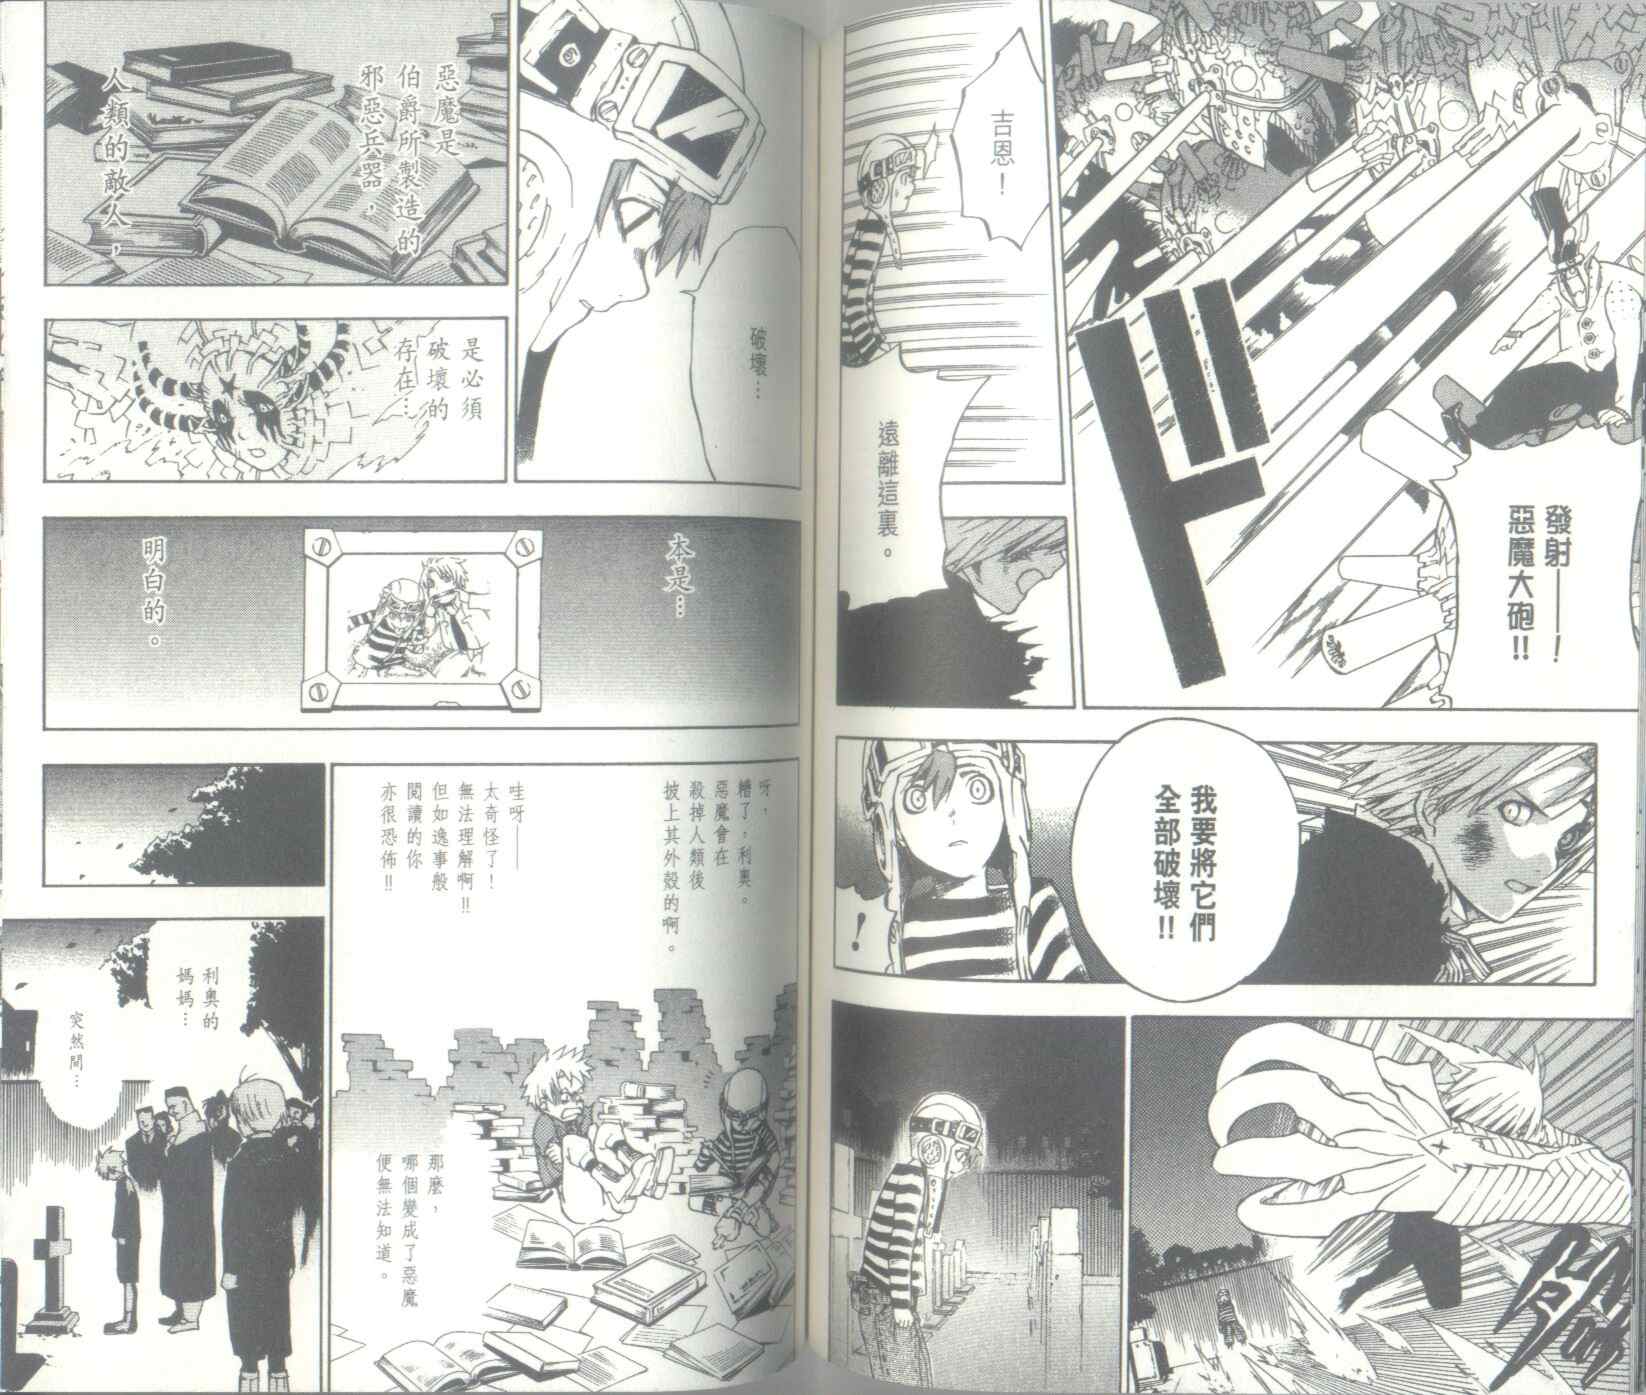 發射——！
惡魔大砲!!
ド
吉恩！
遠離這裏。
我要將它們
全部破壞!!
！
破壞…
惡魔是
伯爵所製造的
邪惡兵器，
人類的敵人，
是必須
破壞的
存在…
本是…
明白的。
呀，
糟了，利奧。
惡魔會在
殺掉人類後
披上其外殼的啊。
哇呀——
太奇怪了！
無法理解啊!!
但如逸事般
閱讀的你
亦很恐佈!!
那麼，
哪個變成了惡魔
便無法知道。
利奧的
媽媽…
突然間…